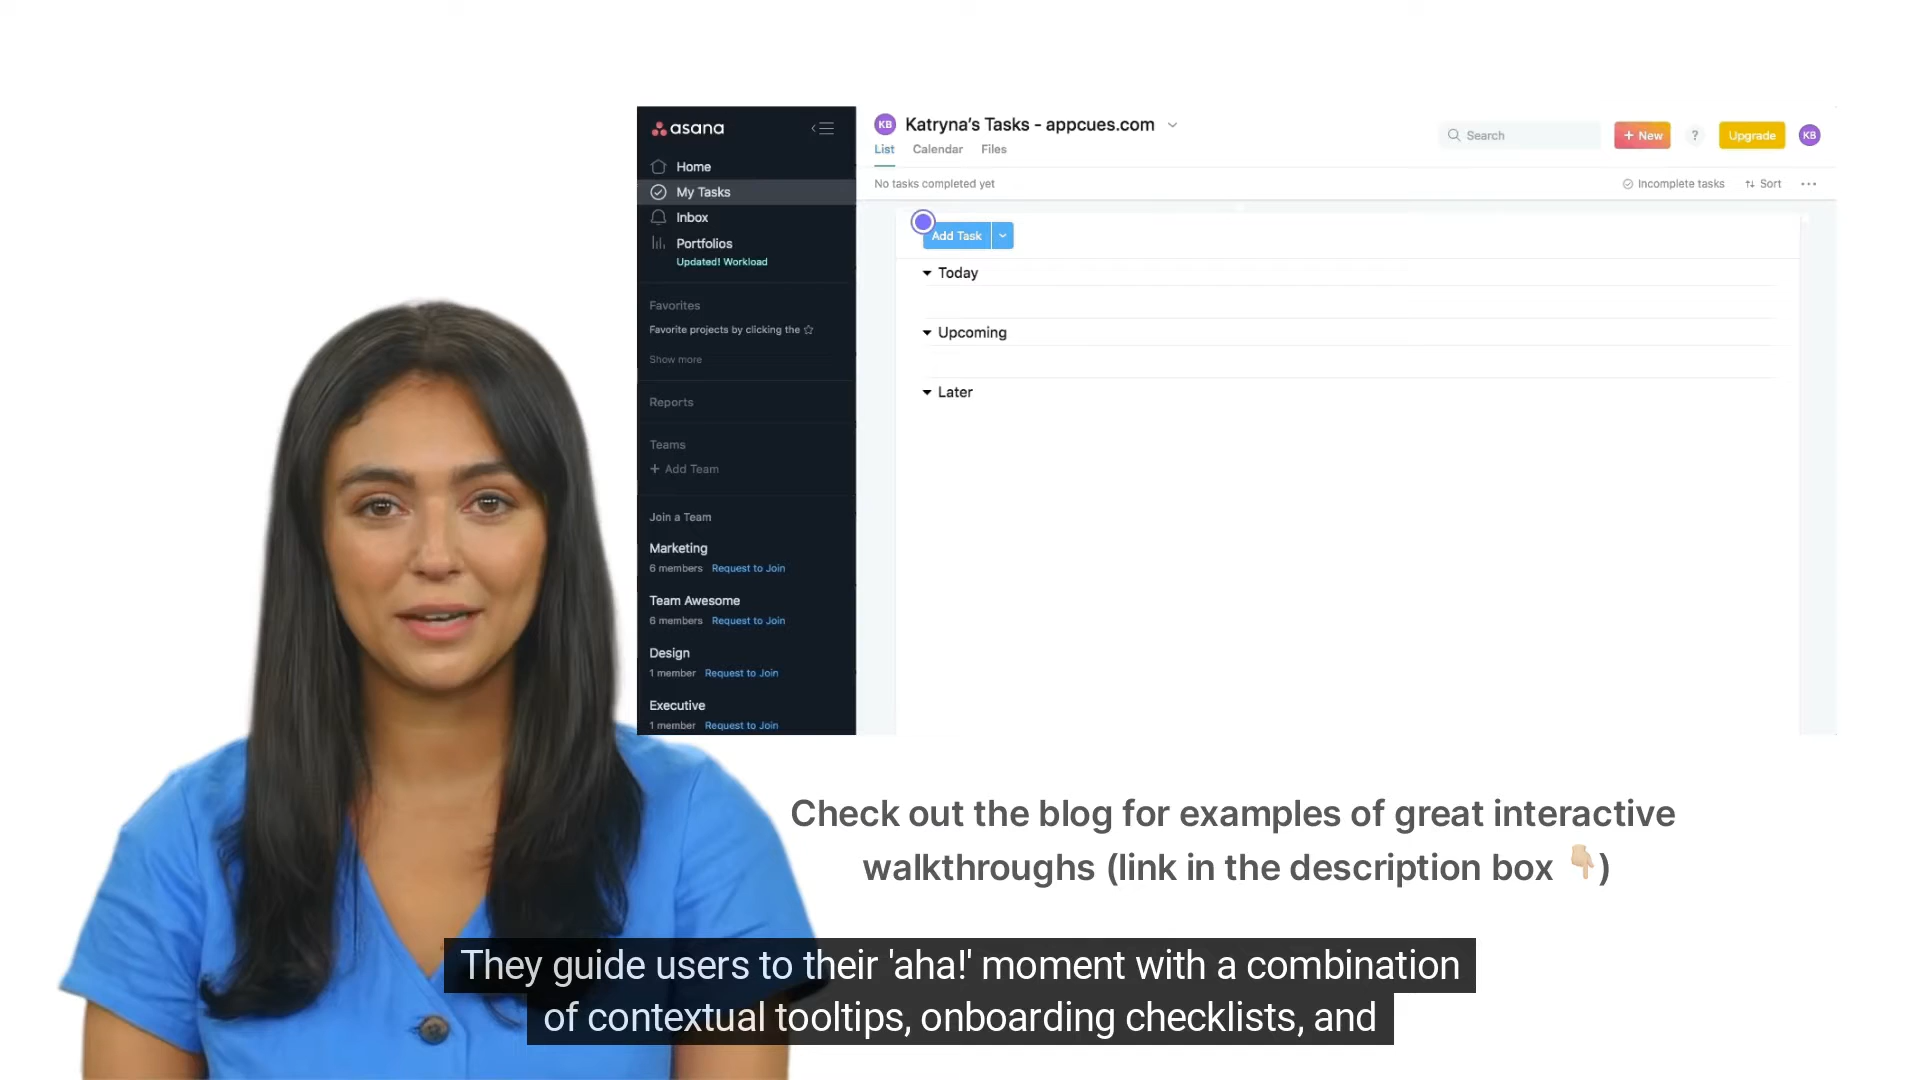 asana
Home
My Tasks
Inbox
Portfolios
Updated! Workload
Favorites
Favorite projects by clicking the ☆
Show more
Reports
Teams
+ Add Team
Join a Team
Marketing
6 members Request to Join
Team Awesome
6 members Request to Join
Design
1 member Request to Join
Executive
1 member Request to Join
KB Katryna's Tasks - appcues.com
List Calendar Files
Search
+ New
?
Upgrade
KB
No tasks completed yet
Incomplete tasks
Sort
Add Task
Today
Upcoming
Later
Check out the blog for examples of great interactive
walkthroughs (link in the description box 👇🏻)
They guide users to their 'aha!' moment with a combination
of contextual tooltips, onboarding checklists, and